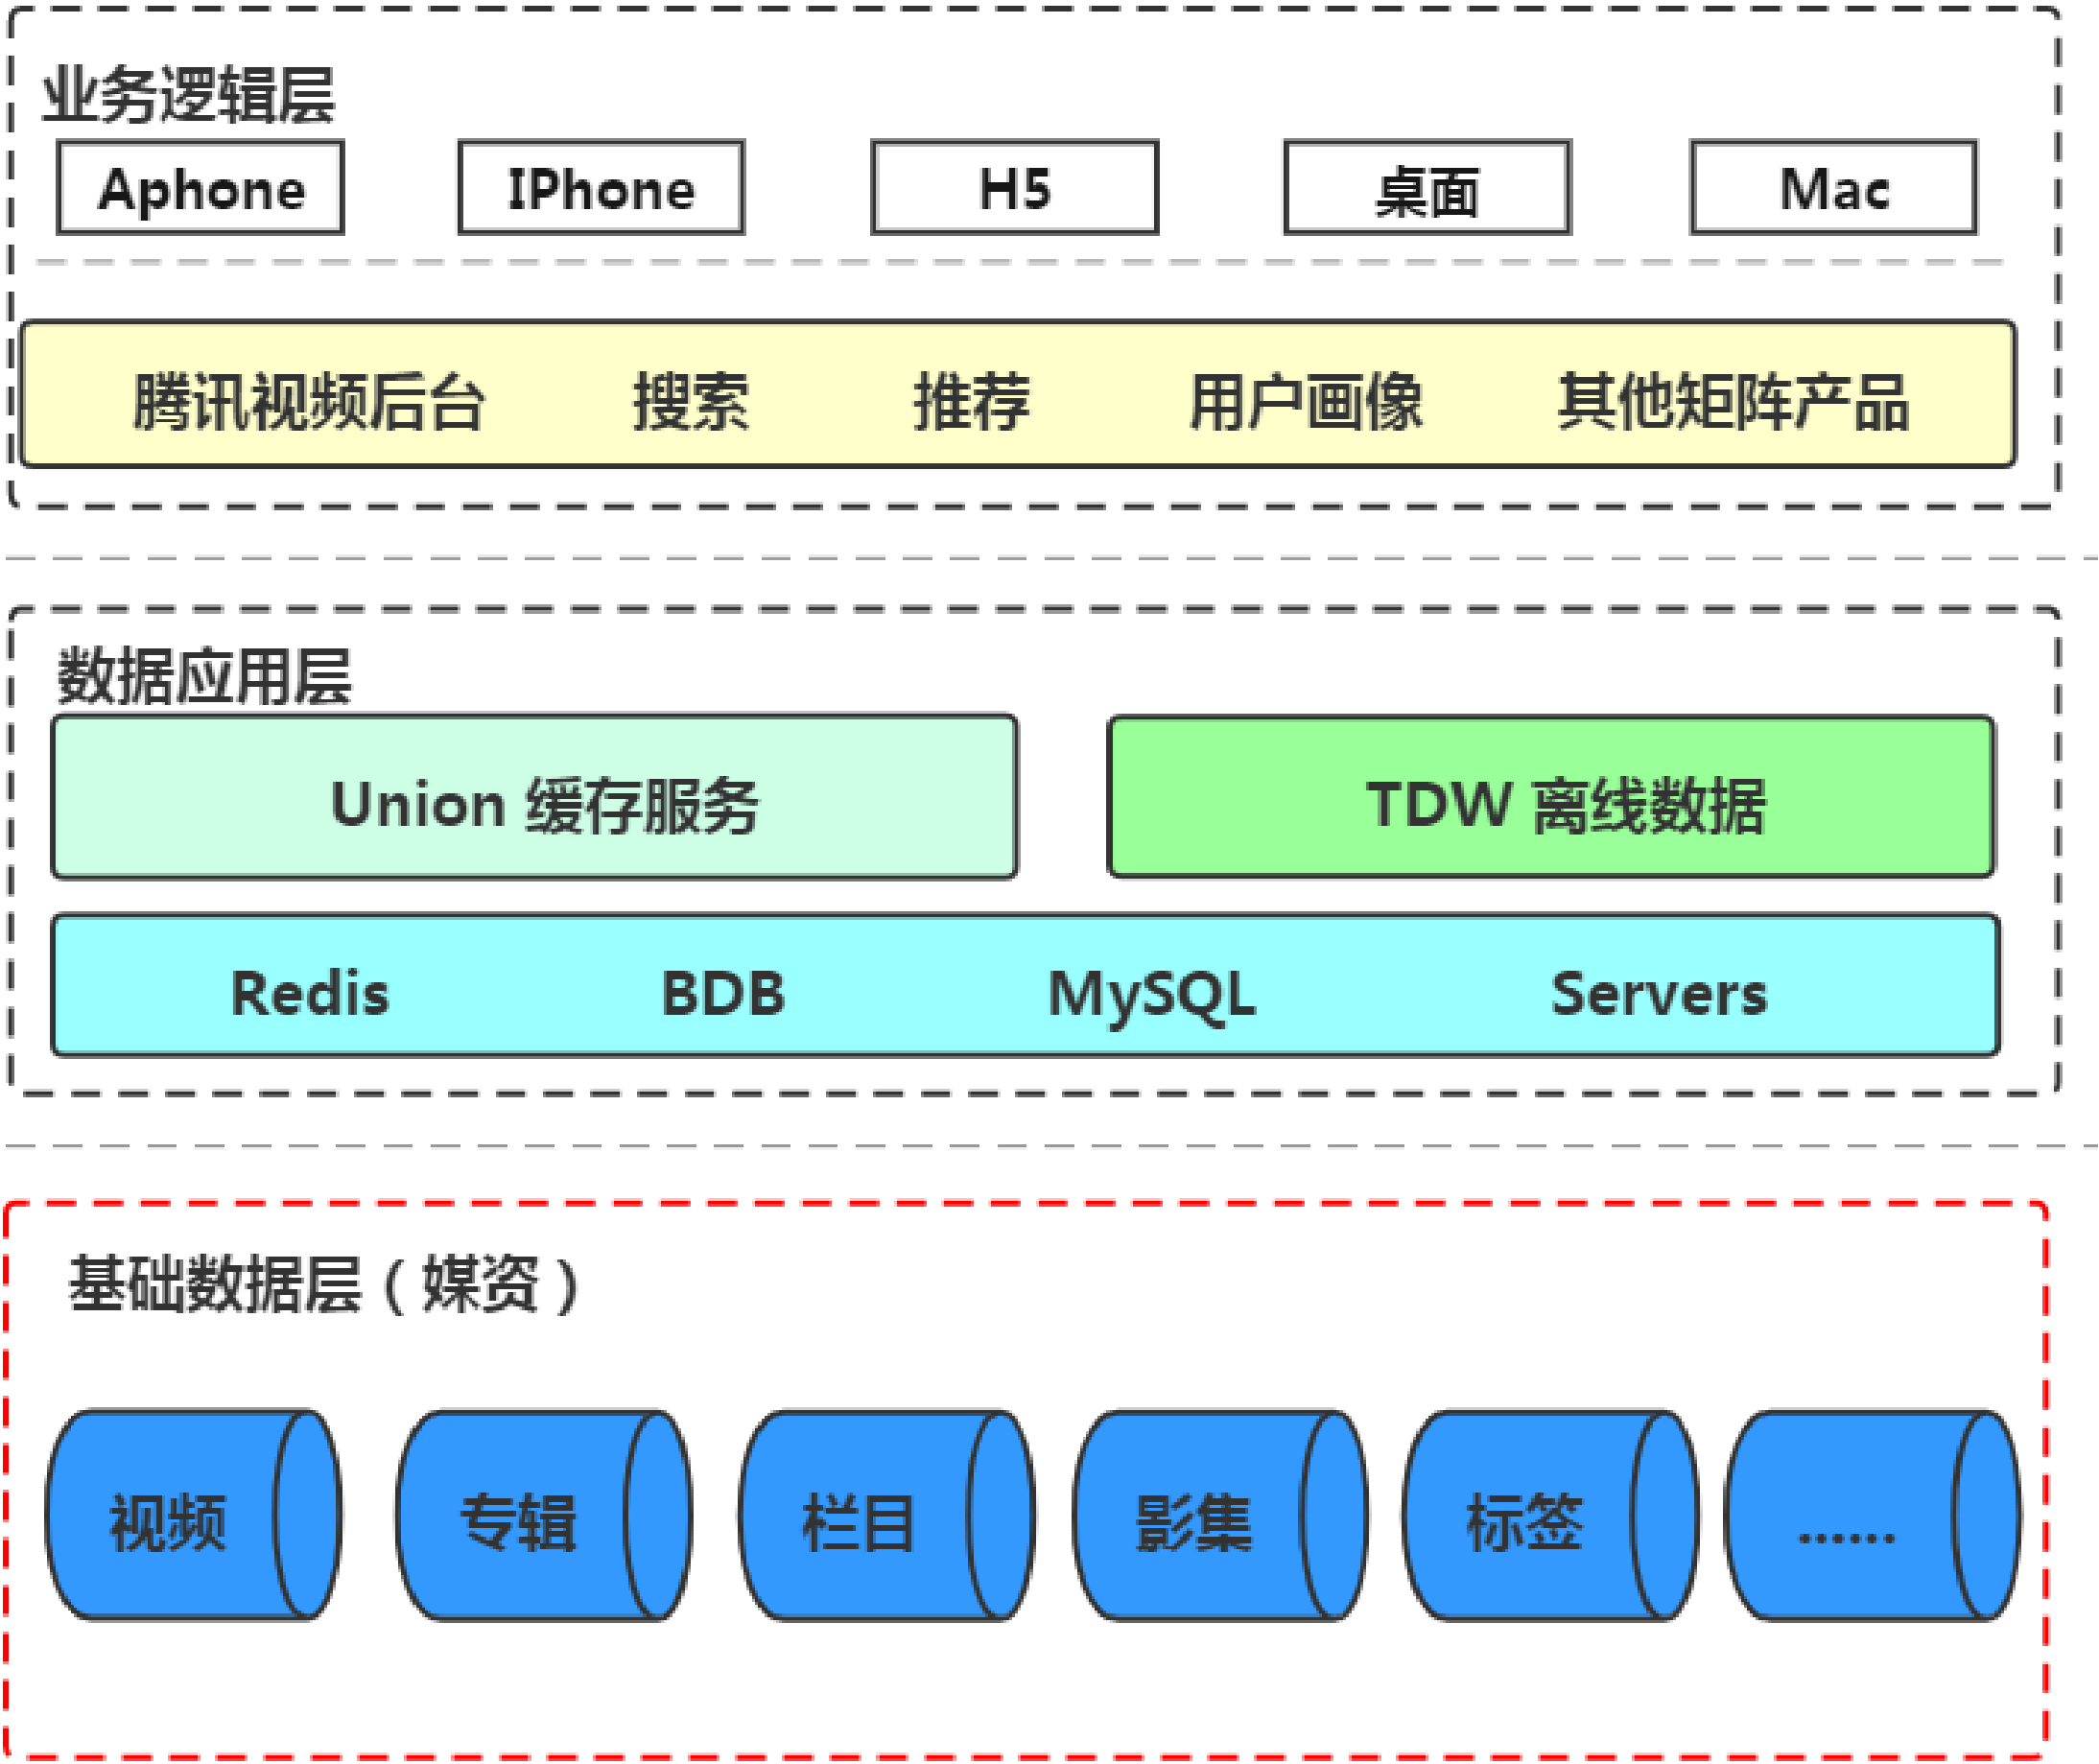 业务逻辑层
Aphone IPhone H5 桌面 Mac
腾讯视频后台 搜索 推荐 用户画像 其他矩阵产品
数据应用层
Union 缓存服务 TDW 离线数据
Redis BDB MySQL Servers
基础数据层（媒资）
视频 专辑 栏目 影集 标签 ......